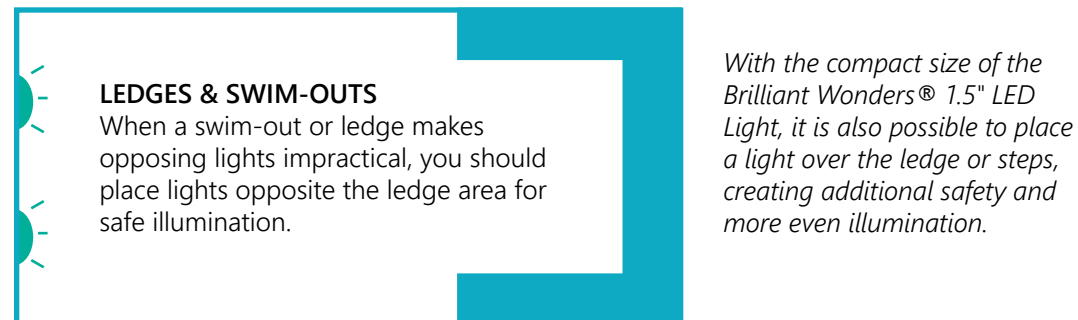 LEDGES & SWIM-OUTS
When a swim-out or ledge makes
opposing lights impractical, you should
place lights opposite the ledge area for
safe illumination.
With the compact size of the
Brilliant Wonders® 1.5" LED
Light, it is also possible to place
a light over the ledge or steps,
creating additional safety and
more even illumination.